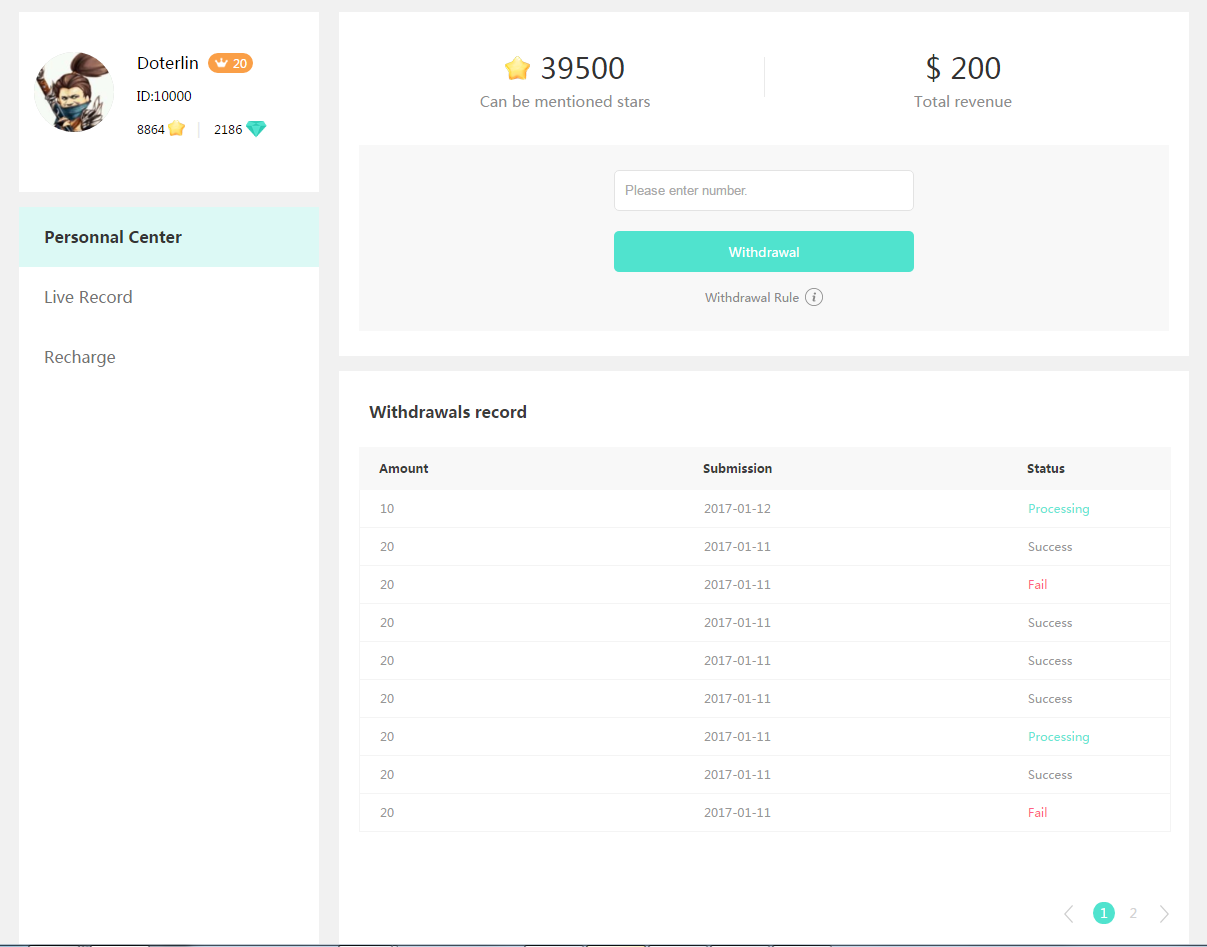 Doterlin 20
ID:10000
8864 2186
Personnal Center
Live Record
Recharge
39500
Can be mentioned stars
$ 200
Total revenue
Please enter number.
Withdrawal
Withdrawal Rule i
Withdrawals record
Amount Submission Status
10 2017-01-12 Processing
20 2017-01-11 Success
20 2017-01-11 Fail
20 2017-01-11 Success
20 2017-01-11 Success
20 2017-01-11 Success
20 2017-01-11 Processing
20 2017-01-11 Success
20 2017-01-11 Fail
1 2